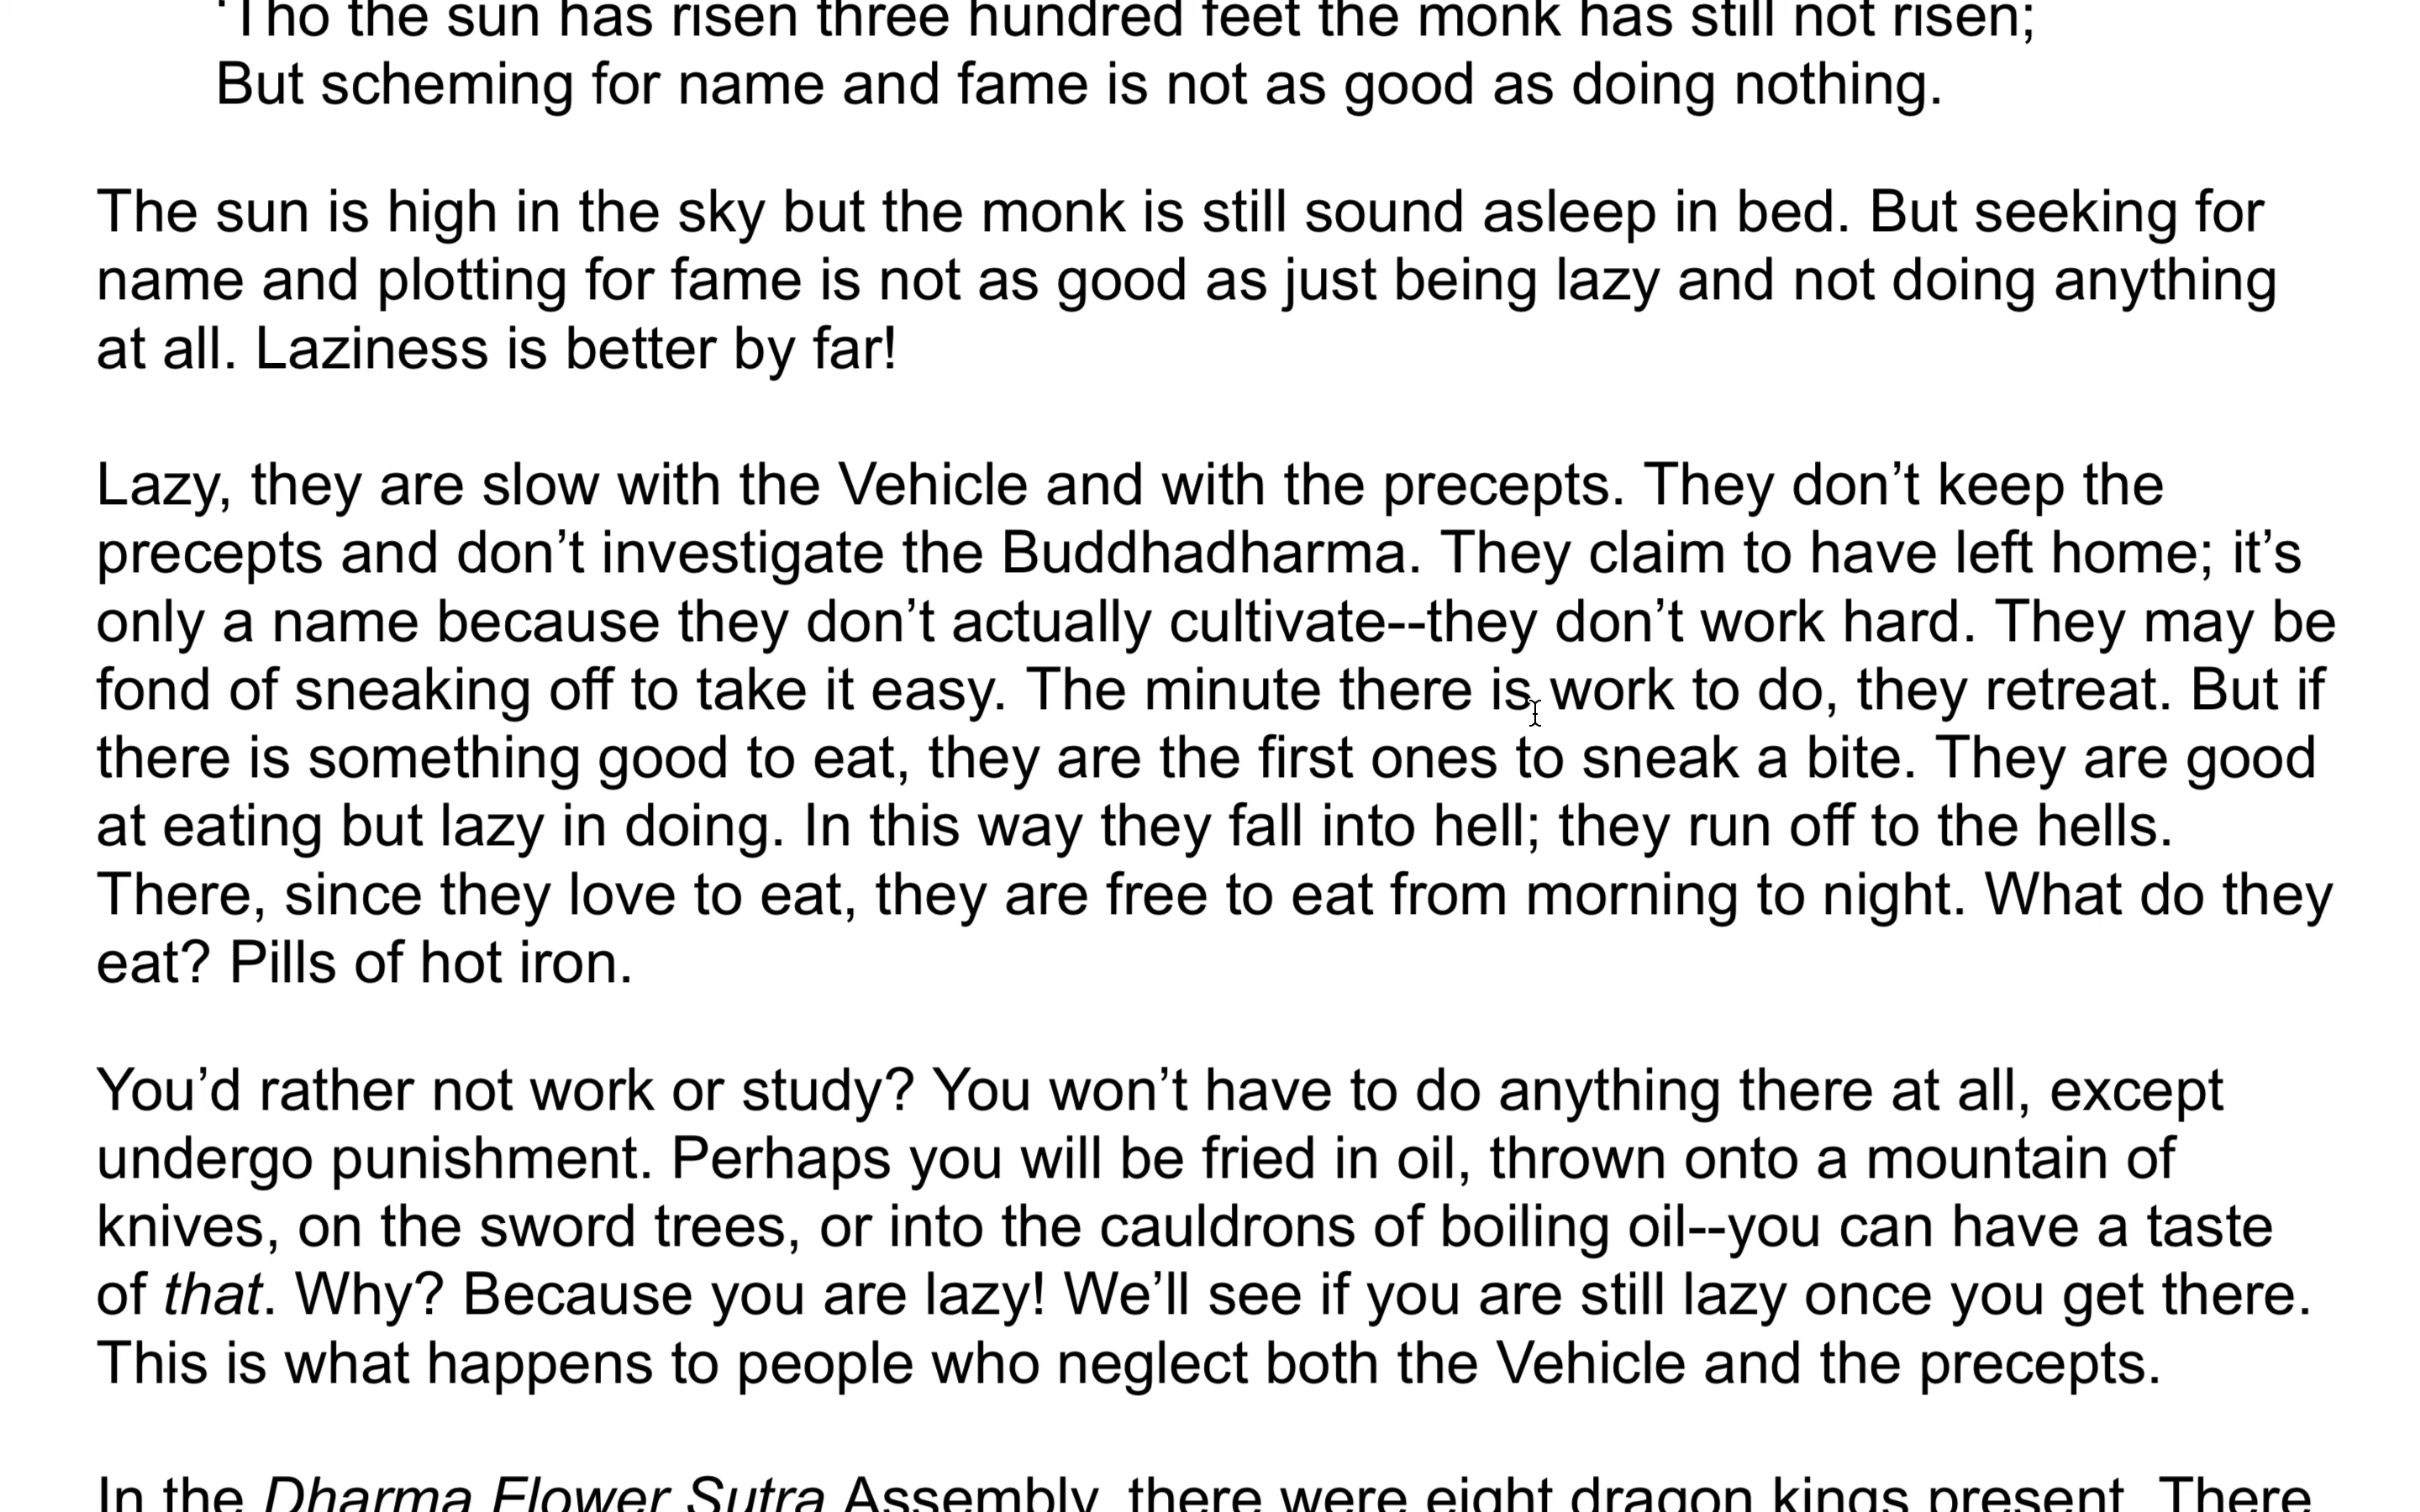 'Tho the sun has risen three hundred feet the monk has still not risen;
But scheming for name and fame is not as good as doing nothing.
The sun is high in the sky but the monk is still sound asleep in bed. But seeking for
name and plotting for fame is not as good as just being lazy and not doing anything
at all. Laziness is better by far!
Lazy, they are slow with the Vehicle and with the precepts. They don’t keep the
precepts and don’t investigate the Buddhadharma. They claim to have left home; it’s
only a name because they don’t actually cultivate--they don’t work hard. They may be
fond of sneaking off to take it easy. The minute there is work to do, they retreat. But if
there is something good to eat, they are the first ones to sneak a bite. They are good
at eating but lazy in doing. In this way they fall into hell; they run off to the hells.
There, since they love to eat, they are free to eat from morning to night. What do they
eat? Pills of hot iron.
You’d rather not work or study? You won’t have to do anything there at all, except
undergo punishment. Perhaps you will be fried in oil, thrown onto a mountain of
knives, on the sword trees, or into the cauldrons of boiling oil--you can have a taste
of that. Why? Because you are lazy! We’ll see if you are still lazy once you get there.
This is what happens to people who neglect both the Vehicle and the precepts.
In the Dharma Flower Sutra Assembly, there were eight dragon kings present. There